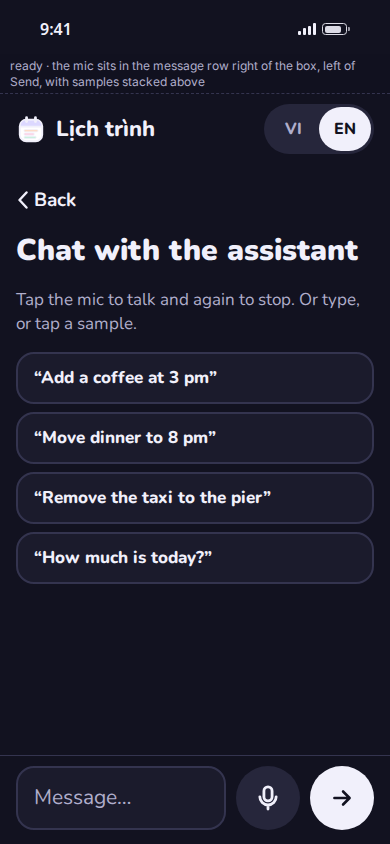 9:41
ready · the mic sits in the message row right of the box, left of
Send, with samples stacked above
Lịch trình
VI
EN
Back
Chat with the assistant
Tap the mic to talk and again to stop. Or type,
or tap a sample.
“Add a coffee at 3 pm”
“Move dinner to 8 pm”
“Remove the taxi to the pier”
“How much is today?”
Message...